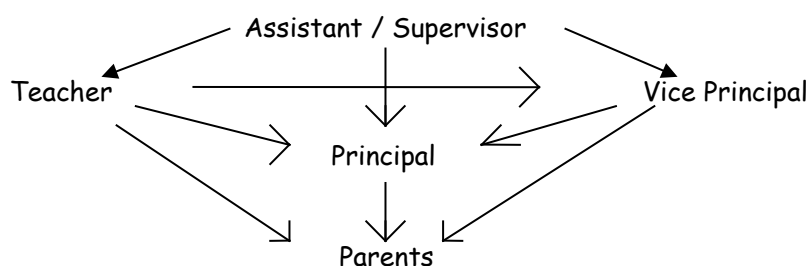 Assistant / Supervisor
Teacher
Vice Principal
Principal
Parents